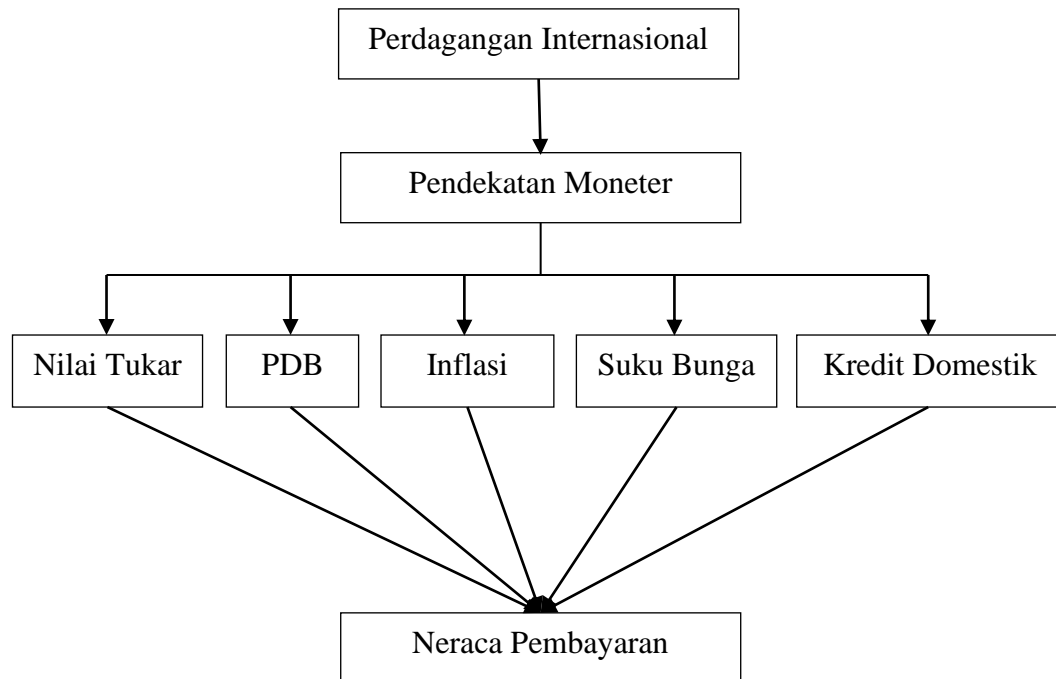 Perdagangan Internasional
Pendekatan Moneter
Nilai Tukar
PDB
Inflasi
Suku Bunga
Kredit Domestik
Neraca Pembayaran